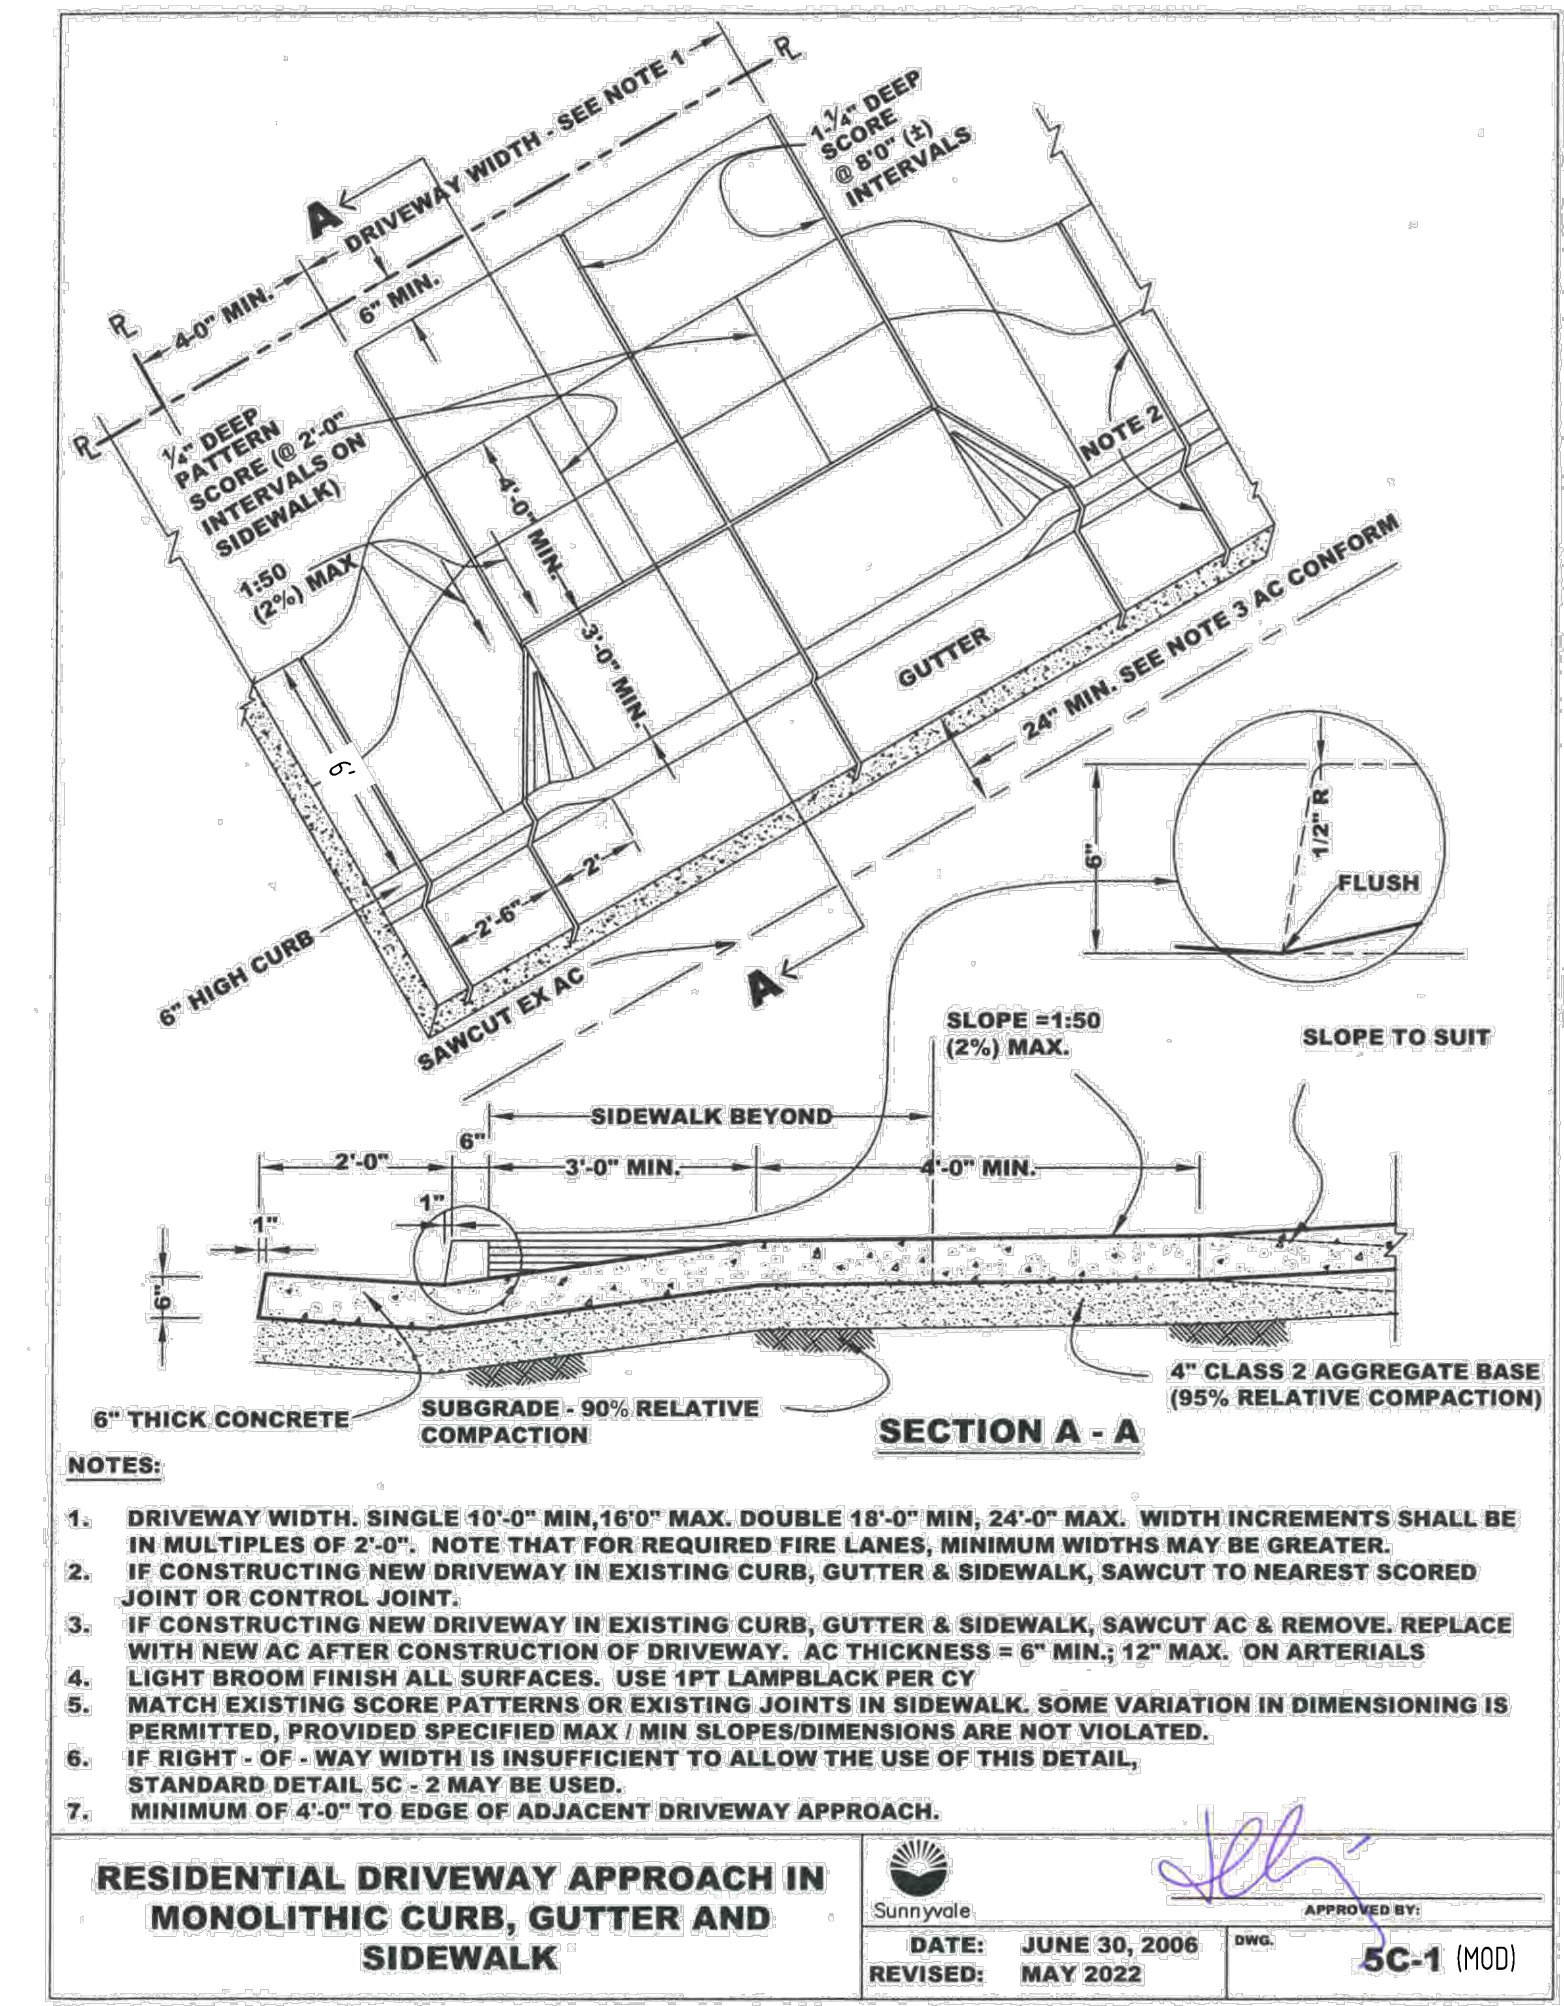 DRIVEWAY WIDTH - SEE NOTE 1
PL
1-1/4" DEEP
SCORE
@ 8'0" (±)
INTERVALS
A
4-0" MIN.
6" MIN.
PL
PL
1/4" DEEP
PATTERN
SCORE (@ 2'-0"
INTERVALS ON
SIDEWALK)
1:50
(2%) MAX
4'-0" MIN.
3'-0" MIN.
NOTE 2
GUTTER
24" MIN. SEE NOTE 3 AC CONFORM
6'
2'
2'-6"
6" HIGH CURB
SAWCUT EX AC
A
6"
1/2" R
FLUSH
SLOPE =1:50
(2%) MAX.
SLOPE TO SUIT
SIDEWALK BEYOND
6"
2'-0"
3'-0" MIN.
4'-0" MIN.
1"
1"
6"
6" THICK CONCRETE
SUBGRADE - 90% RELATIVE
COMPACTION
4" CLASS 2 AGGREGATE BASE
(95% RELATIVE COMPACTION)
SECTION A - A
NOTES:
1. DRIVEWAY WIDTH. SINGLE 10'-0" MIN,16'0" MAX. DOUBLE 18'-0" MIN, 24'-0" MAX. WIDTH INCREMENTS SHALL BE
IN MULTIPLES OF 2'-0". NOTE THAT FOR REQUIRED FIRE LANES, MINIMUM WIDTHS MAY BE GREATER.
2. IF CONSTRUCTING NEW DRIVEWAY IN EXISTING CURB, GUTTER & SIDEWALK, SAWCUT TO NEAREST SCORED
JOINT OR CONTROL JOINT.
3. IF CONSTRUCTING NEW DRIVEWAY IN EXISTING CURB, GUTTER & SIDEWALK, SAWCUT AC & REMOVE. REPLACE
WITH NEW AC AFTER CONSTRUCTION OF DRIVEWAY. AC THICKNESS = 6" MIN.; 12" MAX. ON ARTERIALS
4. LIGHT BROOM FINISH ALL SURFACES. USE 1PT LAMPBLACK PER CY
5. MATCH EXISTING SCORE PATTERNS OR EXISTING JOINTS IN SIDEWALK. SOME VARIATION IN DIMENSIONING IS
PERMITTED, PROVIDED SPECIFIED MAX / MIN SLOPES/DIMENSIONS ARE NOT VIOLATED.
6. IF RIGHT - OF - WAY WIDTH IS INSUFFICIENT TO ALLOW THE USE OF THIS DETAIL,
STANDARD DETAIL 5C - 2 MAY BE USED.
7. MINIMUM OF 4'-0" TO EDGE OF ADJACENT DRIVEWAY APPROACH.
RESIDENTIAL DRIVEWAY APPROACH IN
MONOLITHIC CURB, GUTTER AND
SIDEWALK
Sunnyvale
APPROVED BY:
DATE: JUNE 30, 2006
REVISED: MAY 2022
DWG.
5C-1 (MOD)